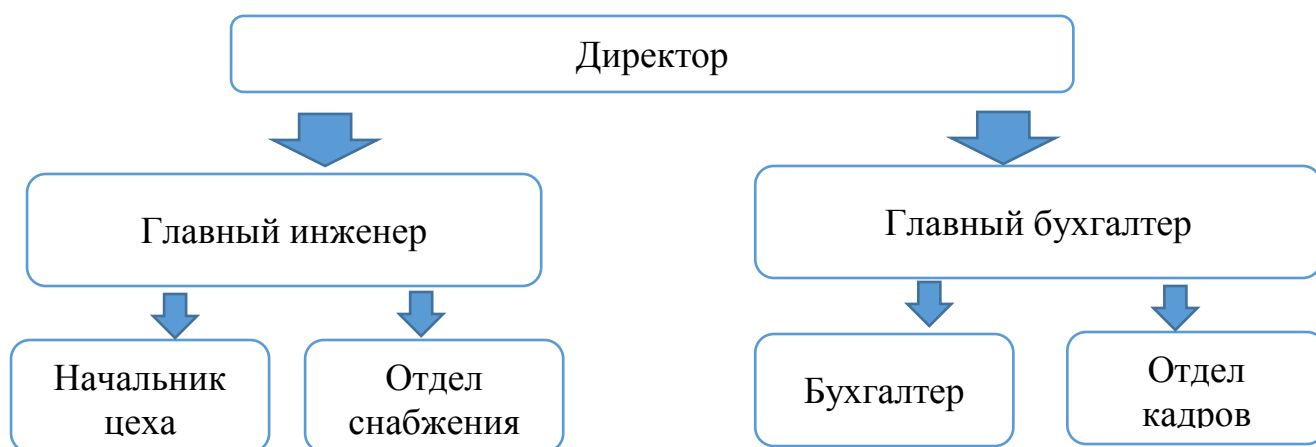 Директор
Главный инженер
Главный бухгалтер
Начальник
цеха
Отдел
снабжения
Бухгалтер
Отдел
кадров